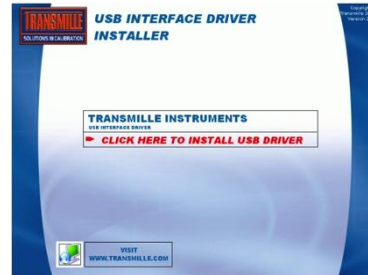 TRANSMILLE
SOLUTIONS IN CALIBRATION
USB INTERFACE DRIVER
INSTALLER
TRANSMILLE INSTRUMENTS
USB INTERFACE DRIVER
CLICK HERE TO INSTALL USB DRIVER
VISIT
WWW.TRANSMILLE.COM